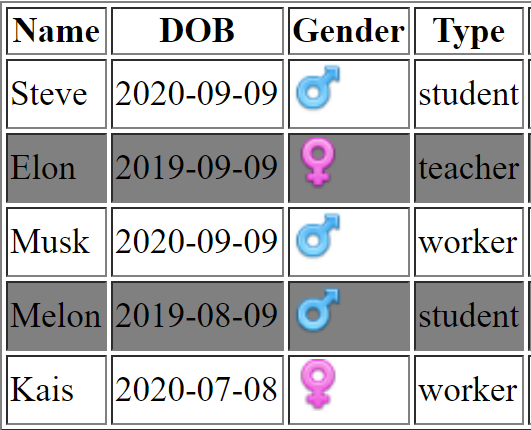 Name DOB Gender Type
Steve 2020-09-09 student
Elon 2019-09-09 teacher
Musk 2020-09-09 worker
Melon 2019-08-09 student
Kais 2020-07-08 worker